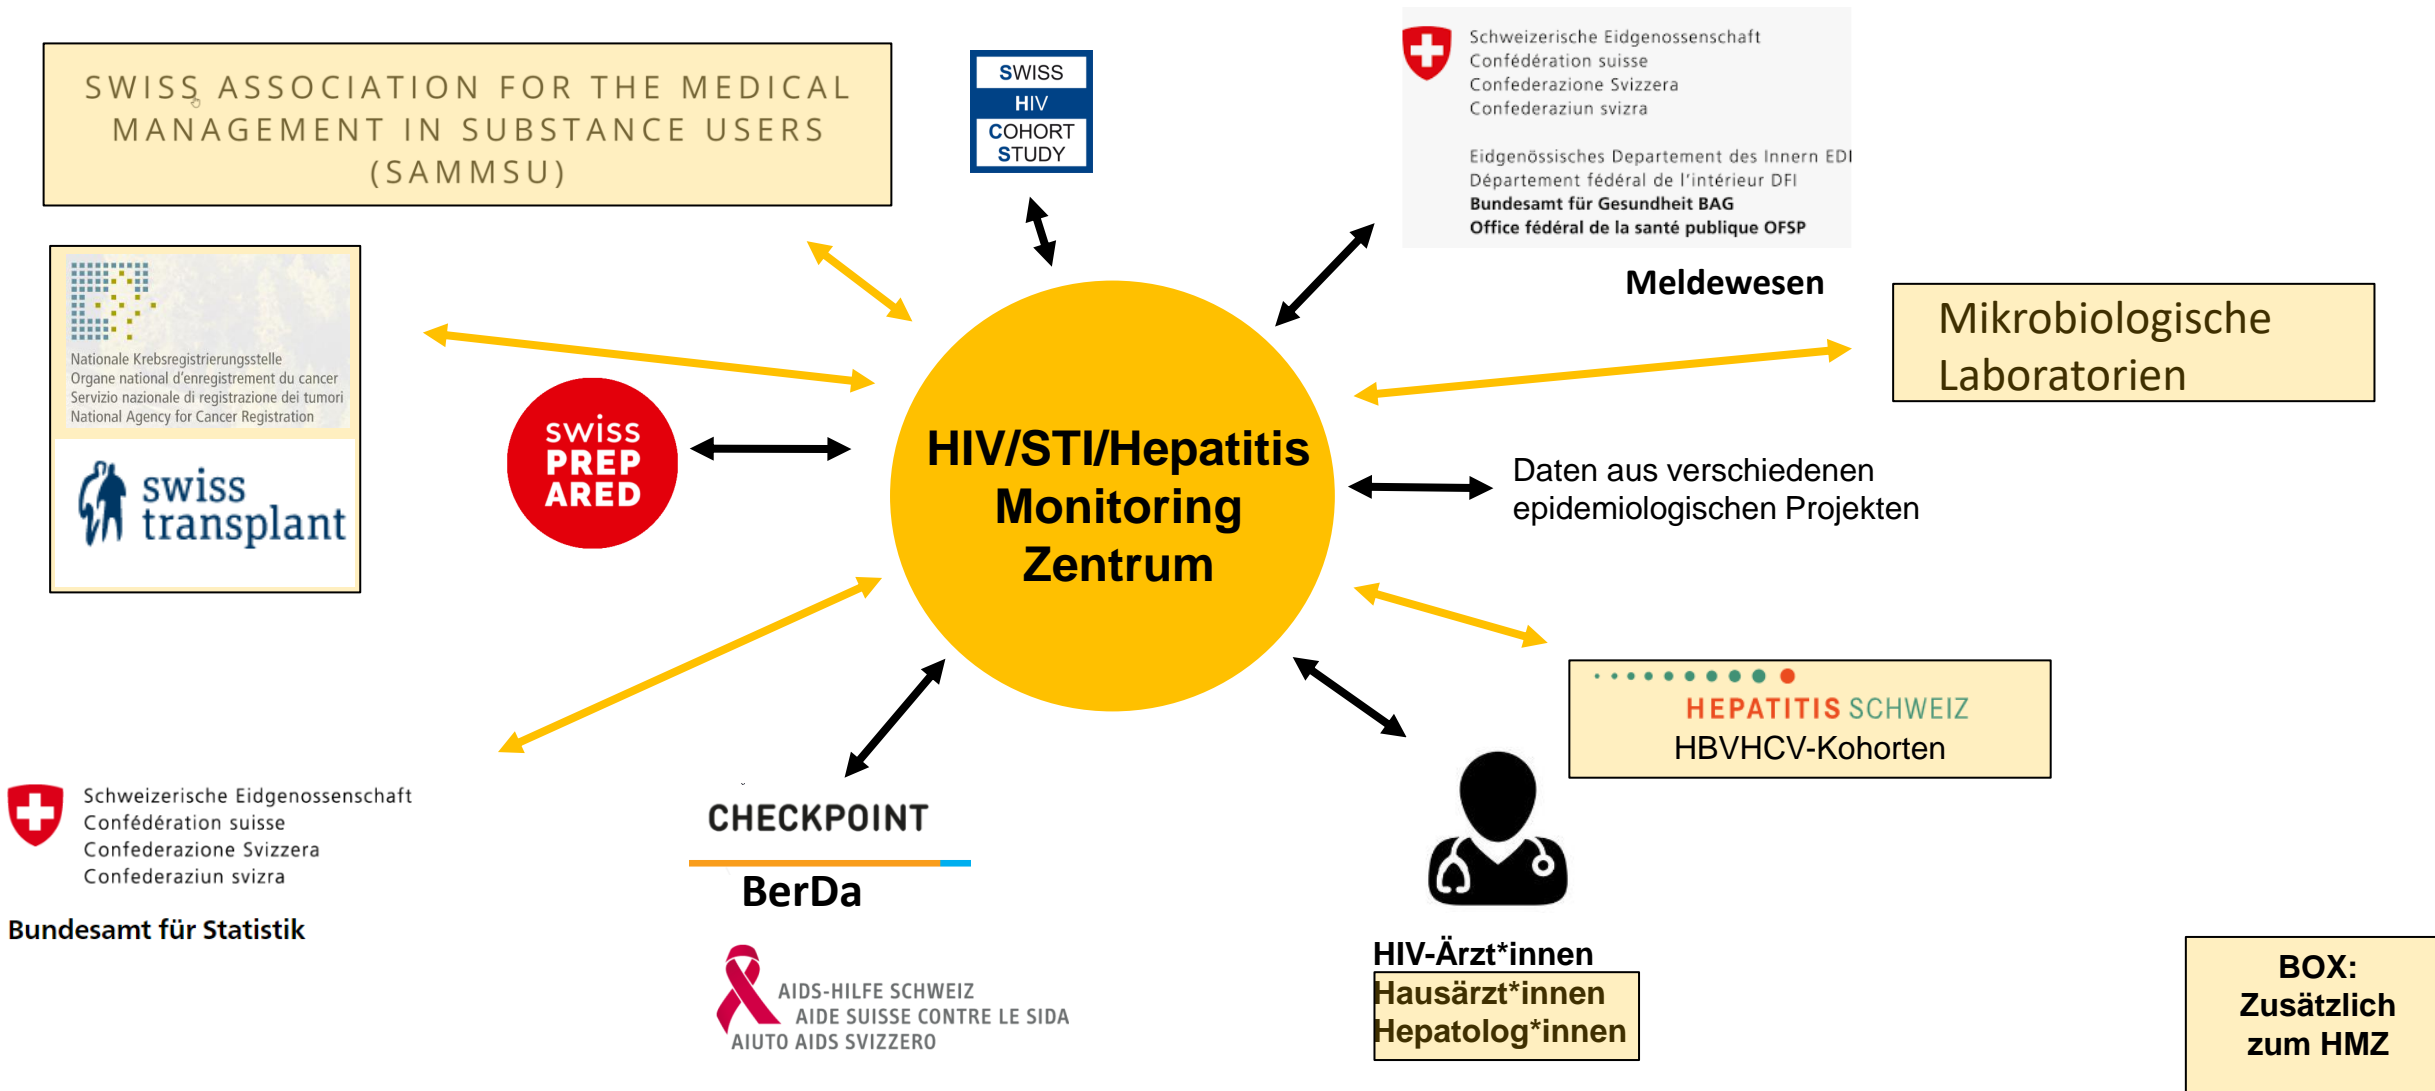 SWISS ASSOCIATION FOR THE MEDICAL
MANAGEMENT IN SUBSTANCE USERS
(SAMMSU)
SWISS
HIV
COHORT
STUDY
Schweizerische Eidgenossenschaft
Confédération suisse
Confederazione Svizzera
Confederaziun svizra
Eidgenössisches Departement des Innern EDI
Département fédéral de l'intérieur DFI
Bundesamt für Gesundheit BAG
Office fédéral de la santé publique OFSP
Meldewesen
Nationale Krebsregistrierungsstelle
Organe national d'enregistrement du cancer
Servizio nazionale di registrazione dei tumori
National Agency for Cancer Registration
swiss
transplant
swiss
PREP
ARED
HIV/STI/Hepatitis
Monitoring
Zentrum
Mikrobiologische
Laboratorien
Daten aus verschiedenen
epidemiologischen Projekten
HEPATITIS SCHWEIZ
HBVHCV-Kohorten
Schweizerische Eidgenossenschaft
Confédération suisse
Confederazione Svizzera
Confederaziun svizra
Bundesamt für Statistik
CHECKPOINT
BerDa
AIDS-HILFE SCHWEIZ
AIDE SUISSE CONTRE LE SIDA
AIUTO AIDS SVIZZERO
HIV-Ärzt*innen
Hausärzt*innen
Hepatolog*innen
BOX:
Zusätzlich
zum HMZ